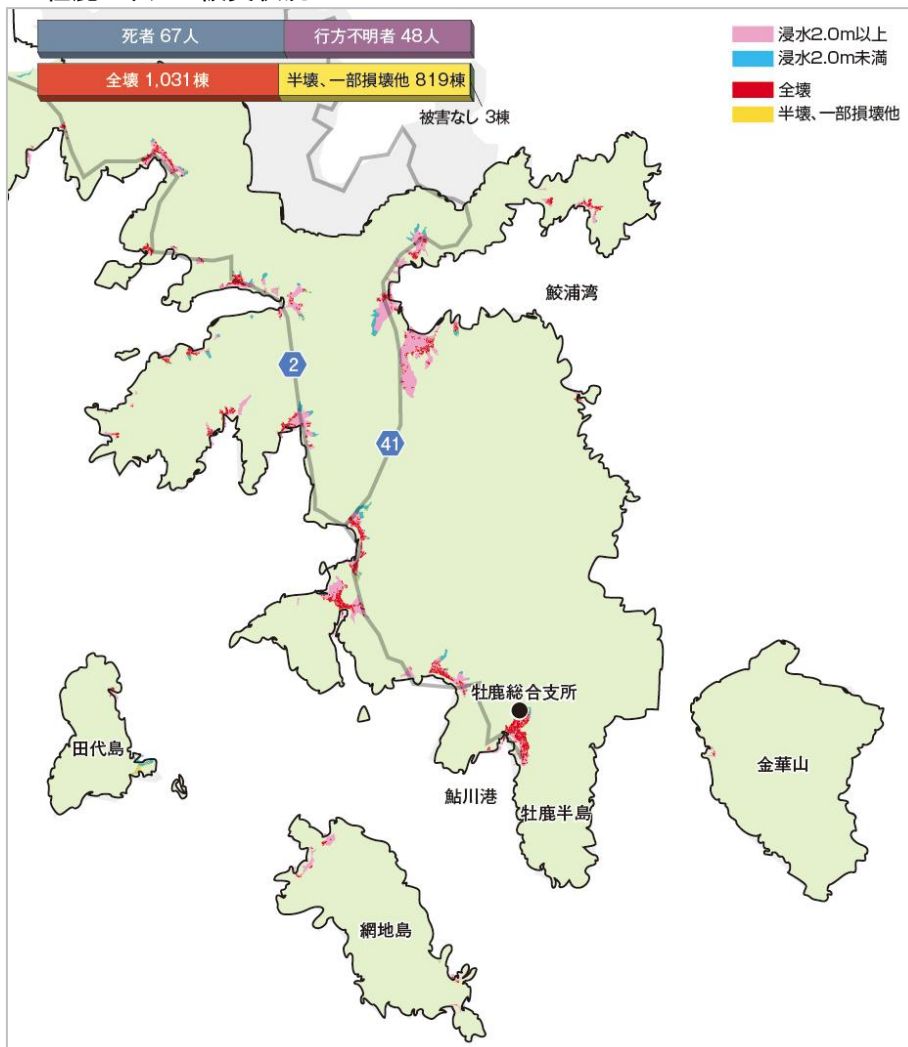 死者 67人
行方不明者 48人
全壊 1,031棟
半壊、一部損壊他 819棟
被害なし 3棟
浸水2.0m以上
浸水2.0m未満
全壊
半壊、一部損壊他
鮫浦湾
2
41
牡鹿総合支所
田代島
金華山
鮎川港
牡鹿半島
網地島